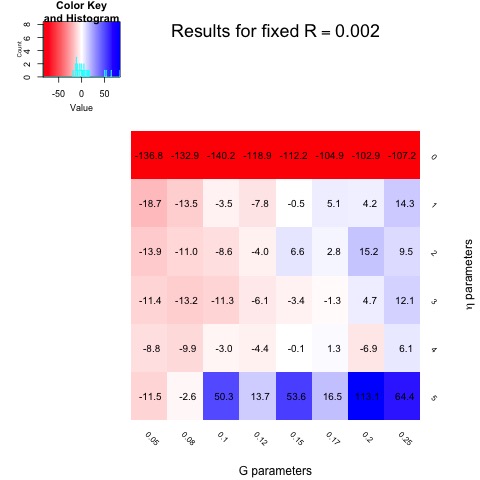 Color Key
and Histogram
Count
0 2 4 6 8
-50 0 50
Value
Results for fixed R = 0.002
-136.8 -132.9 -140.2 -118.9 -112.2 -104.9 -102.9 -107.2 0
-18.7 -13.5 -3.5 -7.8 -0.5 5.1 4.2 14.3 1
-13.9 -11.0 -8.6 -4.0 6.6 2.8 15.2 9.5 2
-11.4 -13.2 -11.3 -6.1 -3.4 -1.3 4.7 12.1 3
-8.8 -9.9 -3.0 -4.4 -0.1 1.3 -6.9 6.1 4
-11.5 -2.6 50.3 13.7 53.6 16.5 64.4 5
η parameters
0.05 0.08 0.1 0.12 0.15 0.17 0.2 0.25
G parameters